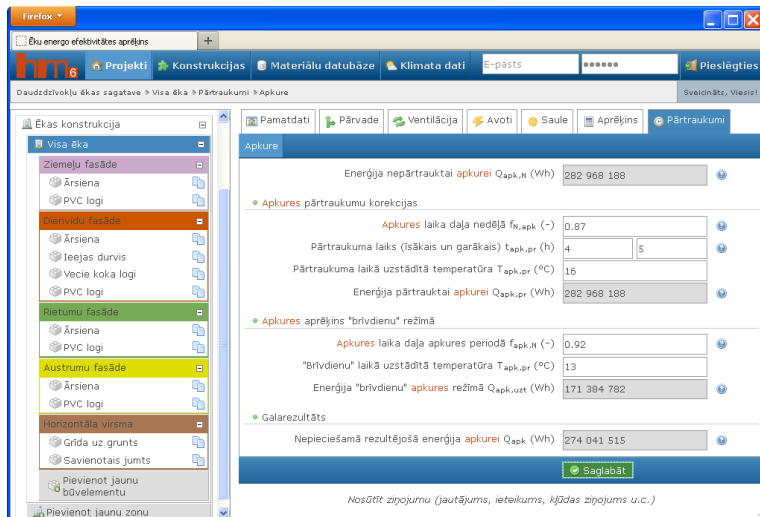 Firefox
Ēku energo efektivitātes aprēķins
hm6
Projekti
Konstrukcijas
Materiālu datubāze
Klimata dati
E-pasts
••••••
Pieslēgties
Daudzdzīvokļu ēkas sagatave
Visa ēka
Pārtraukumi
Apkure
Sveicināts, Viesis!
Ēkas konstrukcija
Visa ēka
Ziemeļu fasāde
Ārsiena
PVC logi
Dienvidu fasāde
Ārsiena
Ieejas durvis
Vecie koka logi
PVC logi
Rietumu fasāde
Ārsiena
PVC logi
Austrumu fasāde
Ārsiena
PVC logi
Horizontāla virsma
Grīda uz grunts
Savienotais jumts
Pievienot jaunu
būvelementu
Pievienot jaunu zonu
Pamatdati
Pārvade
Ventilācija
Avoti
Saule
Aprēķins
Pārtraukumi
Apkure
Enerģija nepārtrauktai apkurei Qapk,N (Wh) 282 968 188
Apkures pārtraukumu korekcijas
Apkures laika daļa nedēļā fN,apk (-) 0.87
Pārtraukuma laiks (īsākais un garākais) tapk,pr (h) 4 5
Pārtraukuma laikā uzstādītā temperatūra Tapk,pr (°C) 16
Enerģija pārtrauktai apkurei Qapk,pr (Wh) 282 968 188
Apkures aprēķins "brīvdienu" režīmā
Apkures laika daļa apkures periodā fapk,N (-) 0.92
"Brīvdienu" laikā uzstādītā temperatūra Tapk,pr (°C) 13
Enerģija "brīvdienu" apkures režīmā Qapk,uzt (Wh) 171 384 782
Galarezultāts
Nepieciešamā rezultējošā enerģija apkurei Qapk (Wh) 274 041 515
Saglabāt
Nosūtīt ziņojumu (jautājums, ieteikums, kļūdas ziņojums u.c.)